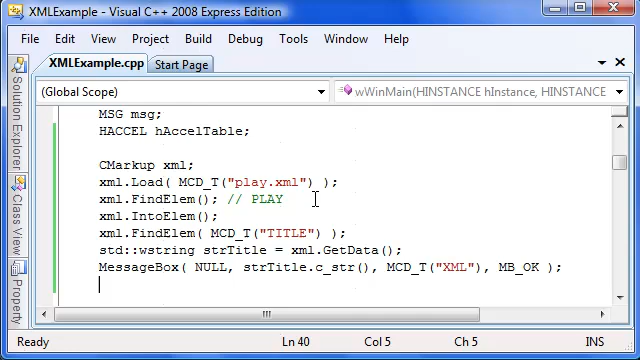 XMLExample - Visual C++ 2008 Express Edition
File Edit View Project Build Debug Tools Window Help
XMLExample.cpp Start Page
(Global Scope) wWinMain(HINSTANCE hInstance, HINSTANCE
MSG msg;
HACCEL hAccelTable;
CMarkup xml;
xml.Load( MCD_T("play.xml") );
xml.FindElem(); // PLAY
xml.IntoElem();
xml.FindElem( MCD_T("TITLE") );
std::wstring strTitle = xml.GetData();
MessageBox( NULL, strTitle.c_str(), MCD_T("XML"), MB_OK );
Solution Explorer
Class View
Property
Ready Ln 40 Col 5 Ch 5